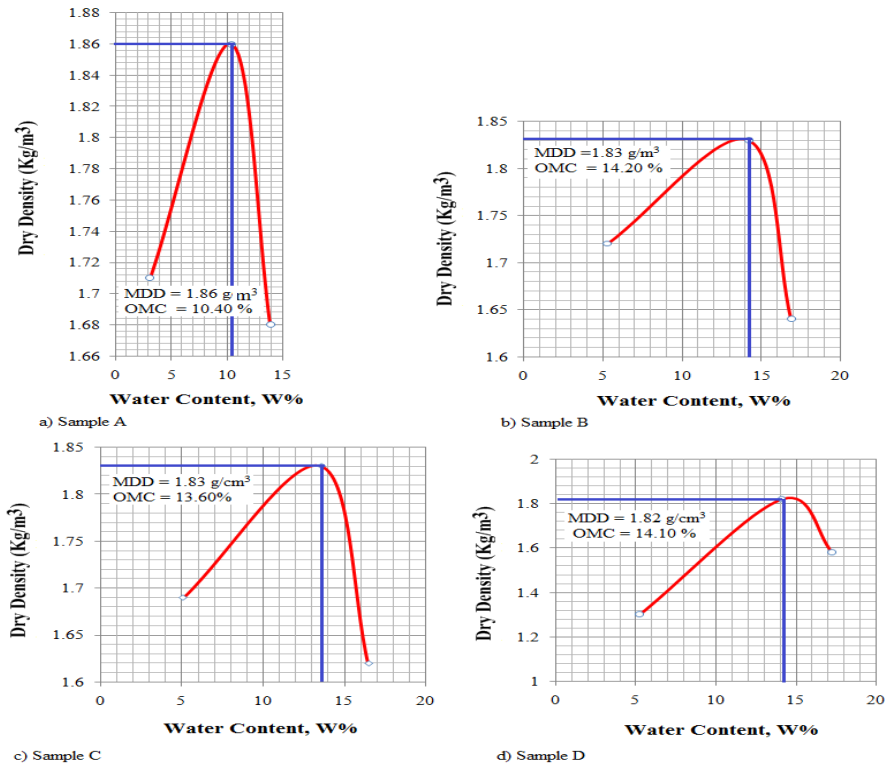 1.88
1.86
1.84
1.82
1.8
1.78
1.76
1.74
1.72
1.7
1.68
1.66
0 5 10 15
Dry Density (Kg/m3)
MDD = 1.86 g/m3
OMC = 10.40 %
Water Content, W%
a) Sample A
1.85
1.8
1.75
1.7
1.65
1.6
0 5 10 15 20
Dry Density (Kg/m3)
MDD =1.83 g/m3
OMC = 14.20 %
Water Content, W%
b) Sample B
1.85
1.8
1.75
1.7
1.65
1.6
0 5 10 15 20
Dry Density (Kg/m3)
MDD = 1.83 g/cm3
OMC = 13.60%
Water Content, W%
c) Sample C
2
1.8
1.6
1.4
1.2
1
0 5 10 15 20
Dry Density (Kg/m3)
MDD = 1.82 g/cm3
OMC = 14.10 %
Water Content, W%
d) Sample D